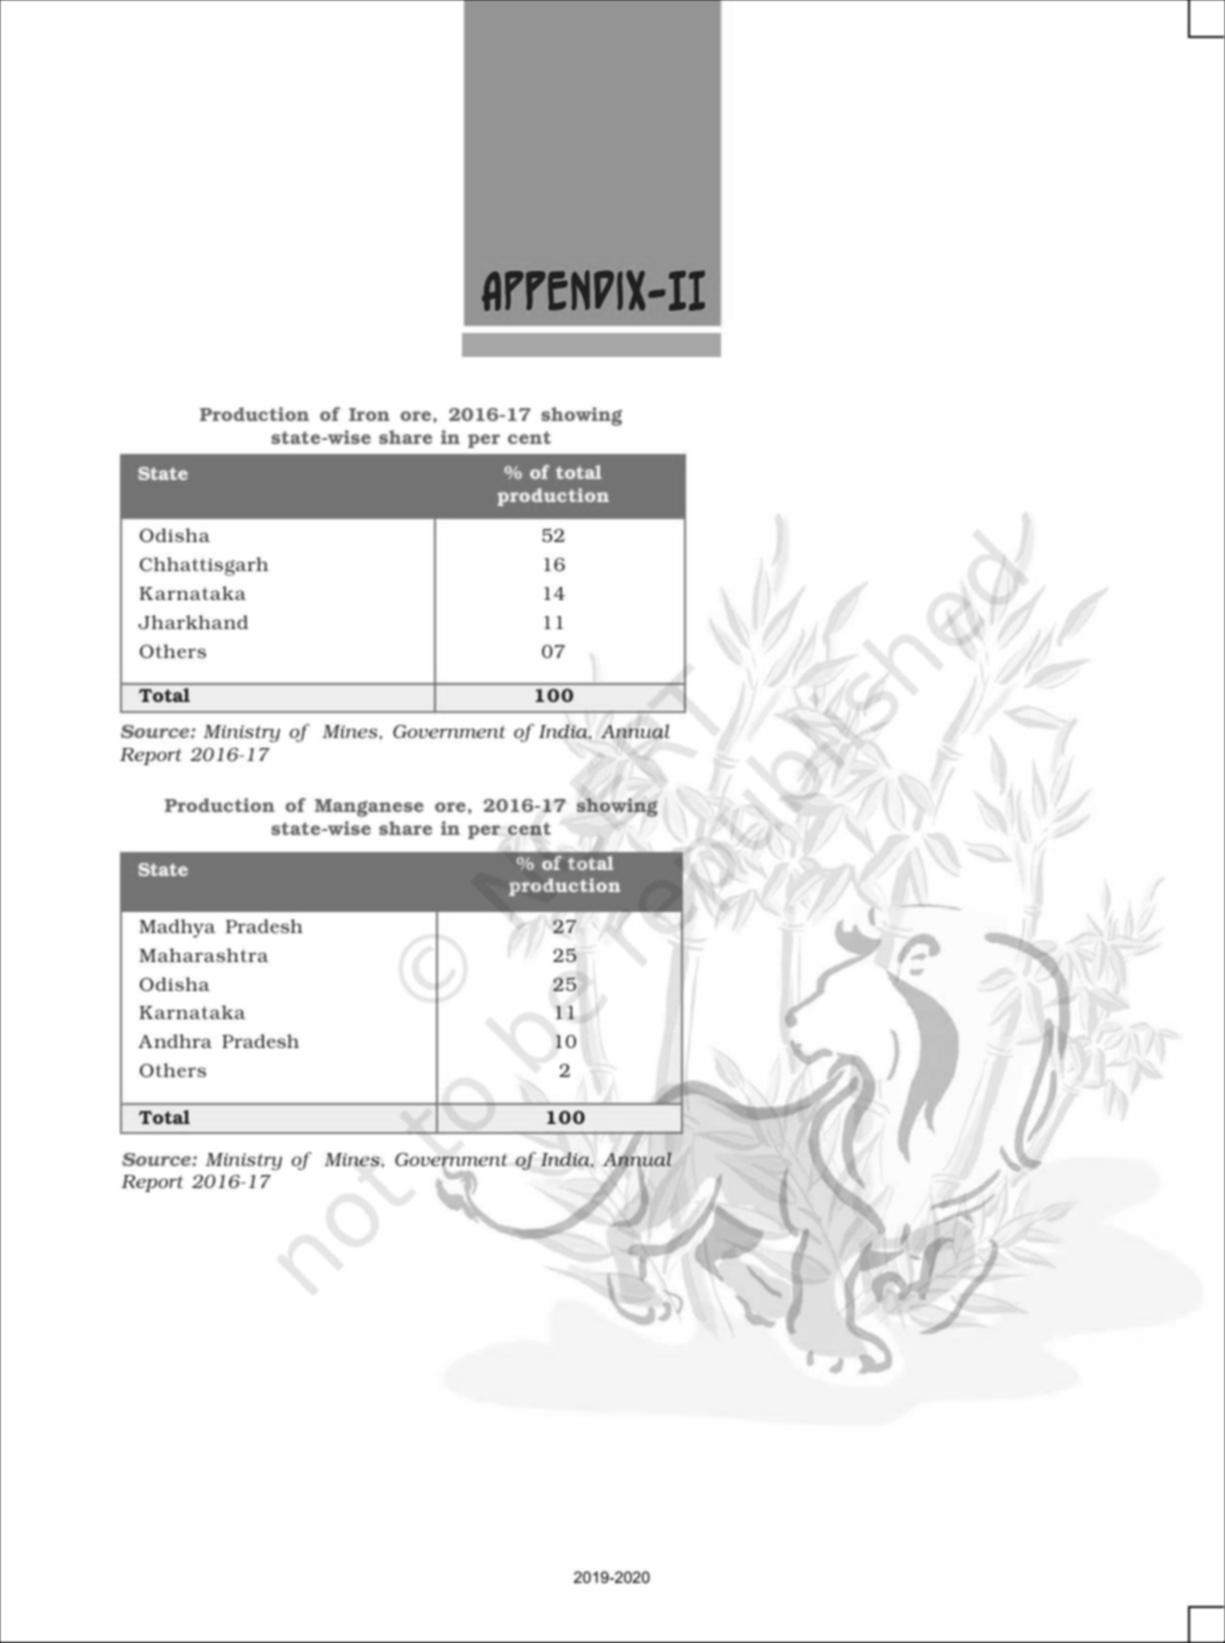 APPENDIX-II
Production of Iron ore, 2016-17 showing
state-wise share in per cent
State % of total
production
Odisha 52
Chhattisgarh 16
Karnataka 14
Jharkhand 11
Others 07
Total 100
Source: Ministry of Mines, Government of India, Annual
Report 2016-17
Production of Manganese ore, 2016-17 showing
state-wise share in per cent
State % of total
production
Madhya Pradesh 27
Maharashtra 25
Odisha 25
Karnataka 11
Andhra Pradesh 10
Others 2
Total 100
Source: Ministry of Mines, Government of India, Annual
Report 2016-17
© NCERT
not to be republished
2019-2020